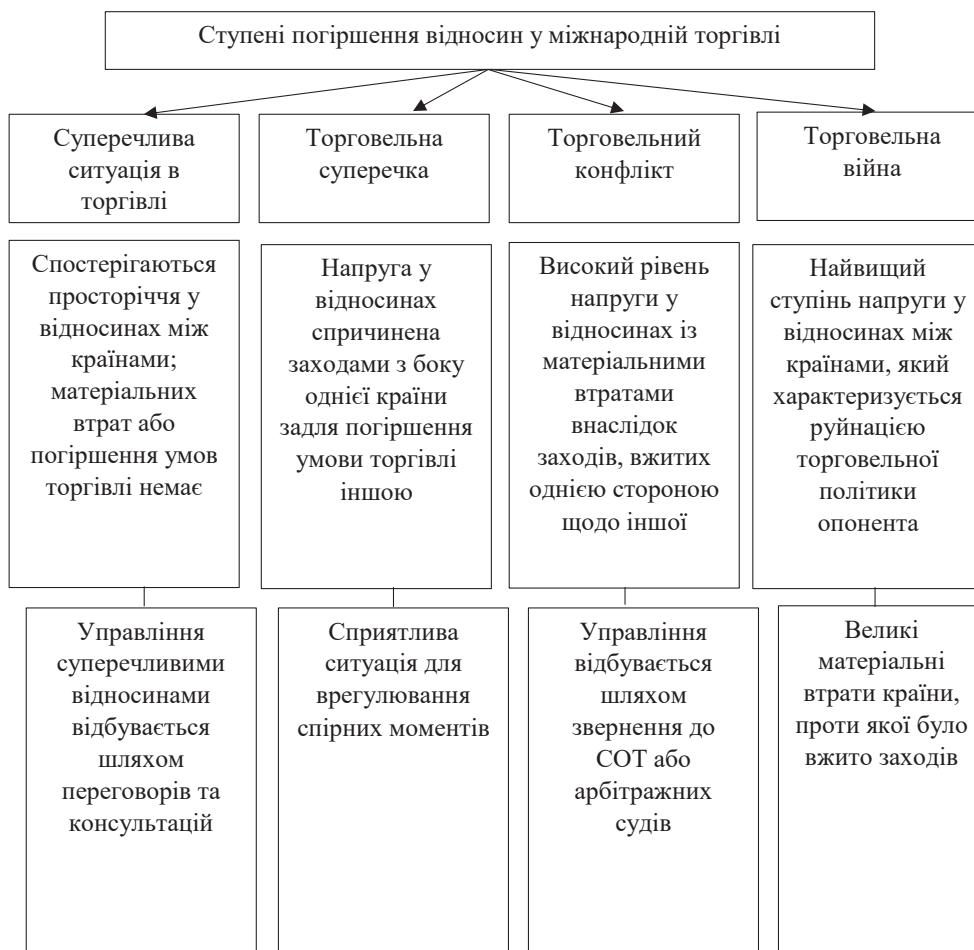 Ступені погіршення відносин у міжнародній торгівлі
Суперечлива
ситуація в
торгівлі
Торговельна
суперечка
Торговельний
конфлікт
Торговельна
війна
Спостерігаються
просторіччя у
відносинах між
країнами;
матеріальних
втрат або
погіршення умов
торгівлі немає
Напруга у
відносинах
спричинена
заходами з боку
однієї країни
задля погіршення
умови торгівлі
іншою
Високий рівень
напруги у
відносинах із
матеріальними
втратами
внаслідок
заходів, вжитих
однією стороною
щодо іншої
Найвищий
ступінь напруги у
відносинах між
країнами, який
характеризується
руйнацією
торговельної
політики
опонента
Управління
суперечливими
відносинами
відбувається
шляхом
переговорів та
консультацій
Сприятлива
ситуація для
врегулювання
спірних моментів
Управління
відбувається
шляхом
звернення до
СОТ або
арбітражних
судів
Великі
матеріальні
втрати країни,
проти якої було
вжито заходів